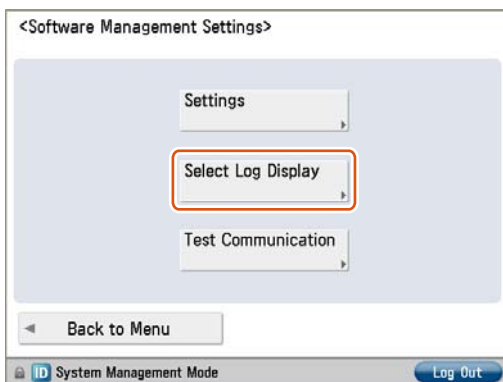 <Software Management Settings>
Settings
Select Log Display
Test Communication
Back to Menu
ID System Management Mode
Log Out